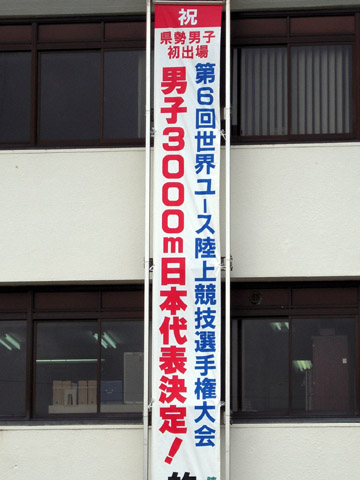 祝
県勢男子
初出場
第6回世界ユース陸上競技選手権大会
男子3000m日本代表決定!